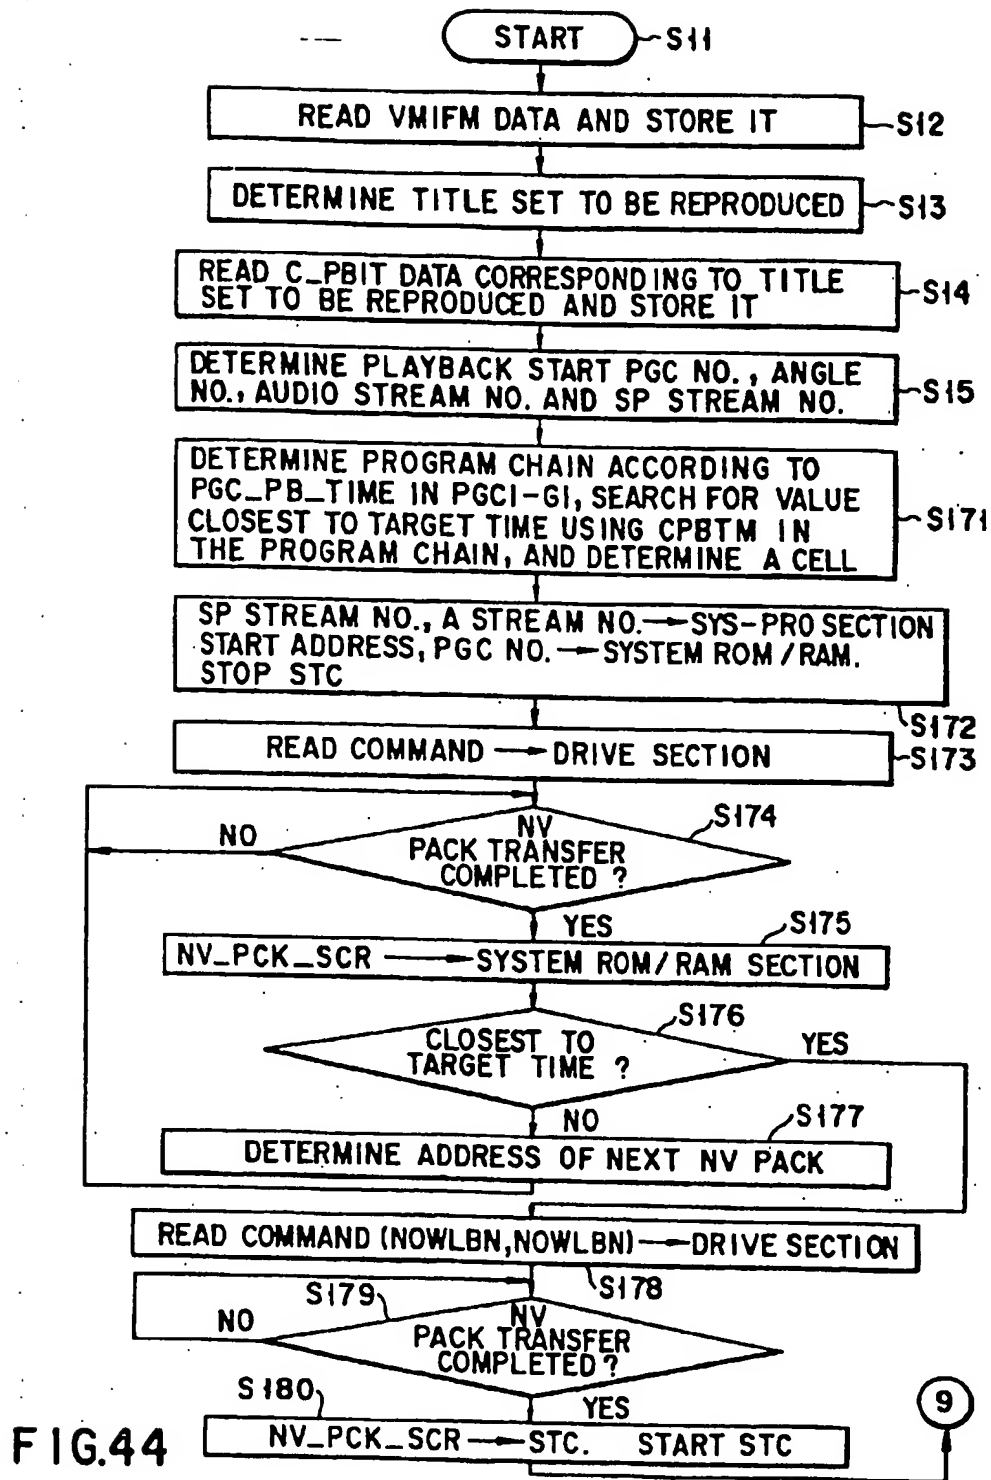 START
S11
READ VMIFM DATA AND STORE IT
S12
DETERMINE TITLE SET TO BE REPRODUCED
S13
READ C_PBIT DATA CORRESPONDING TO TITLE
SET TO BE REPRODUCED AND STORE IT
S14
DETERMINE PLAYBACK START PGC NO., ANGLE
NO., AUDIO STREAM NO. AND SP STREAM NO.
S15
DETERMINE PROGRAM CHAIN ACCORDING TO
PGC_PB_TIME IN PGCI-GI, SEARCH FOR VALUE
CLOSEST TO TARGET TIME USING CPBTM IN
THE PROGRAM CHAIN, AND DETERMINE A CELL
S171
SP STREAM NO., A STREAM NO.→SYS-PRO SECTION
START ADDRESS, PGC NO.→SYSTEM ROM/RAM.
STOP STC
S172
READ COMMAND → DRIVE SECTION
S173
S174
NO
NV
PACK TRANSFER
COMPLETED ?
YES
S175
NV_PCK_SCR → SYSTEM ROM/RAM SECTION
S176
CLOSEST TO
TARGET TIME ?
YES
NO
S177
DETERMINE ADDRESS OF NEXT NV PACK
READ COMMAND (NOWLBN,NOWLBN)→DRIVE SECTION
S178
S179
NO
NV
PACK TRANSFER
COMPLETED ?
YES
S180
NV_PCK_SCR→STC. START STC
9
FIG.44